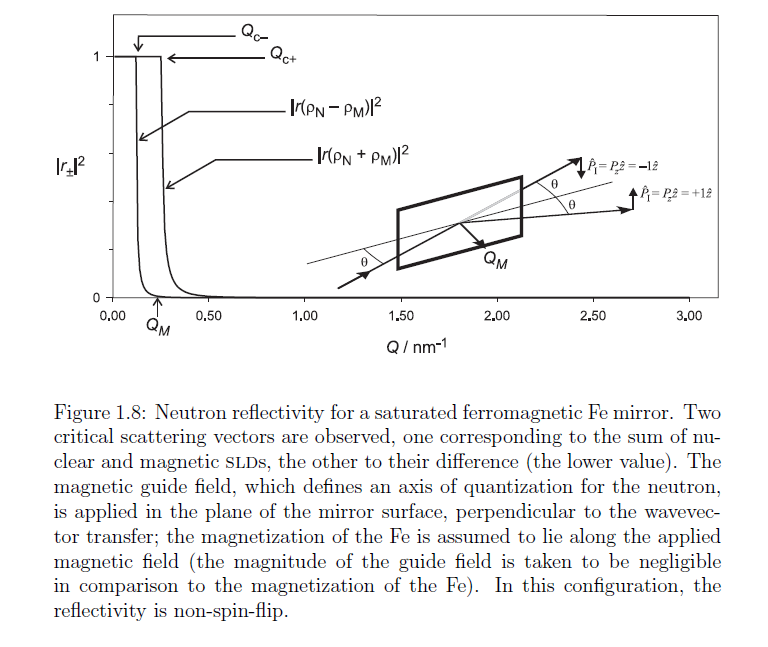 Q_c−
Q_c+
1
|r(ρ_N − ρ_M)|²
|r(ρ_N + ρ_M)|²
|r_±|²
P̂_I = P_z ẑ = −1ẑ
θ
P̂_I = P_z ẑ = +1ẑ
θ
θ
Q_M
0
0.00
0.50
1.00
1.50
2.00
2.50
3.00
Q_M
Q / nm⁻¹
Figure 1.8: Neutron reflectivity for a saturated ferromagnetic Fe mirror. Two
critical scattering vectors are observed, one corresponding to the sum of nu-
clear and magnetic SLDs, the other to their difference (the lower value). The
magnetic guide field, which defines an axis of quantization for the neutron,
is applied in the plane of the mirror surface, perpendicular to the wavevec-
tor transfer; the magnetization of the Fe is assumed to lie along the applied
magnetic field (the magnitude of the guide field is taken to be negligible
in comparison to the magnetization of the Fe). In this configuration, the
reflectivity is non-spin-flip.